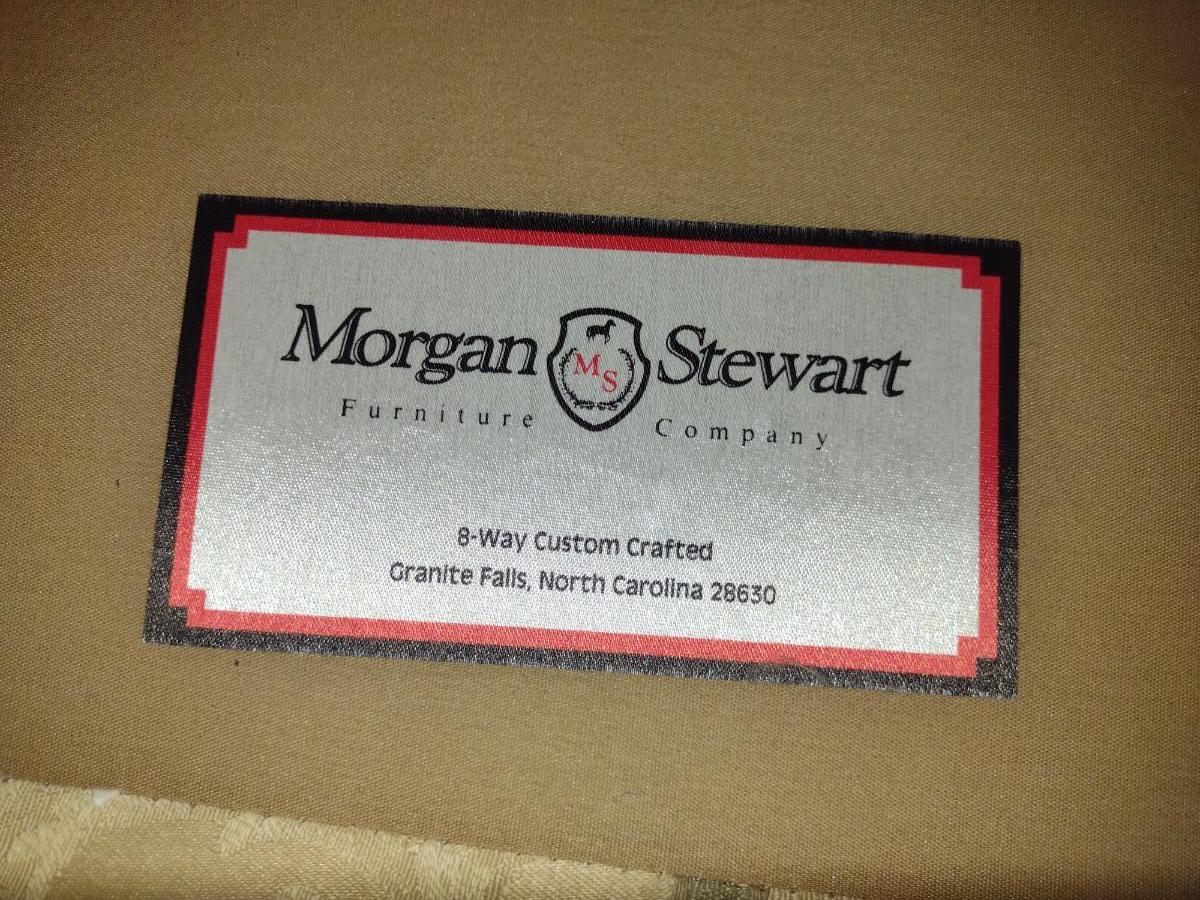 Morgan MS Stewart
Furniture Company
8-Way Custom Crafted
Granite Falls, North Carolina 28630